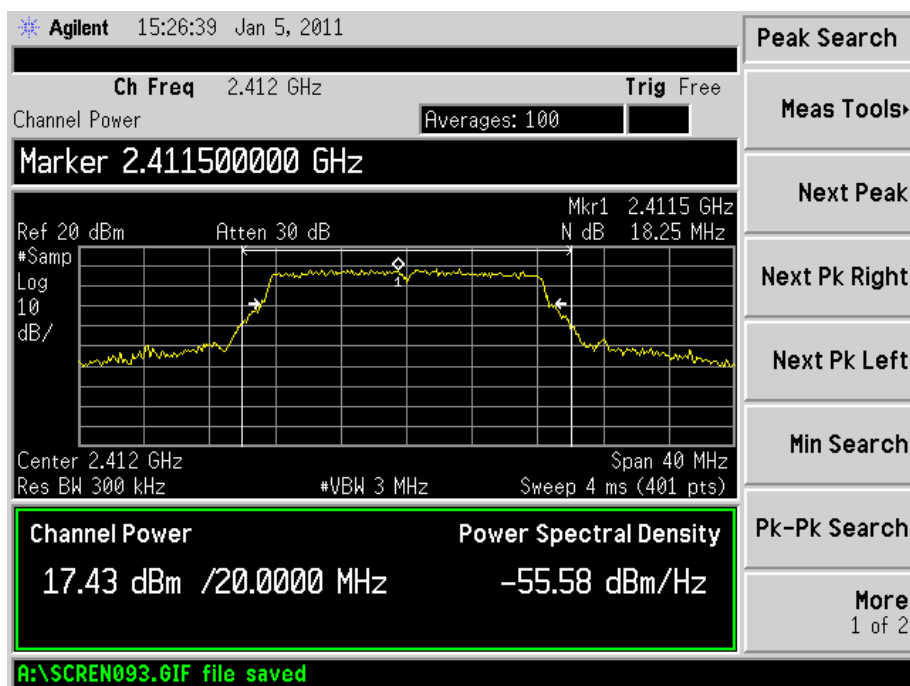 Agilent 15:26:39 Jan 5, 2011
Ch Freq 2.412 GHz Trig Free
Channel Power Averages: 100
Marker 2.411500000 GHz
Mkr1 2.4115 GHz
Ref 20 dBm Atten 30 dB N dB 18.25 MHz
#Samp
Log
10
dB/
1
Center 2.412 GHz Span 40 MHz
Res BW 300 kHz #VBW 3 MHz Sweep 4 ms (401 pts)
Channel Power Power Spectral Density
17.43 dBm /20.0000 MHz -55.58 dBm/Hz
A:\SCREN093.GIF file saved
Peak Search
Meas Tools
Next Peak
Next Pk Right
Next Pk Left
Min Search
Pk-Pk Search
More
1 of 2